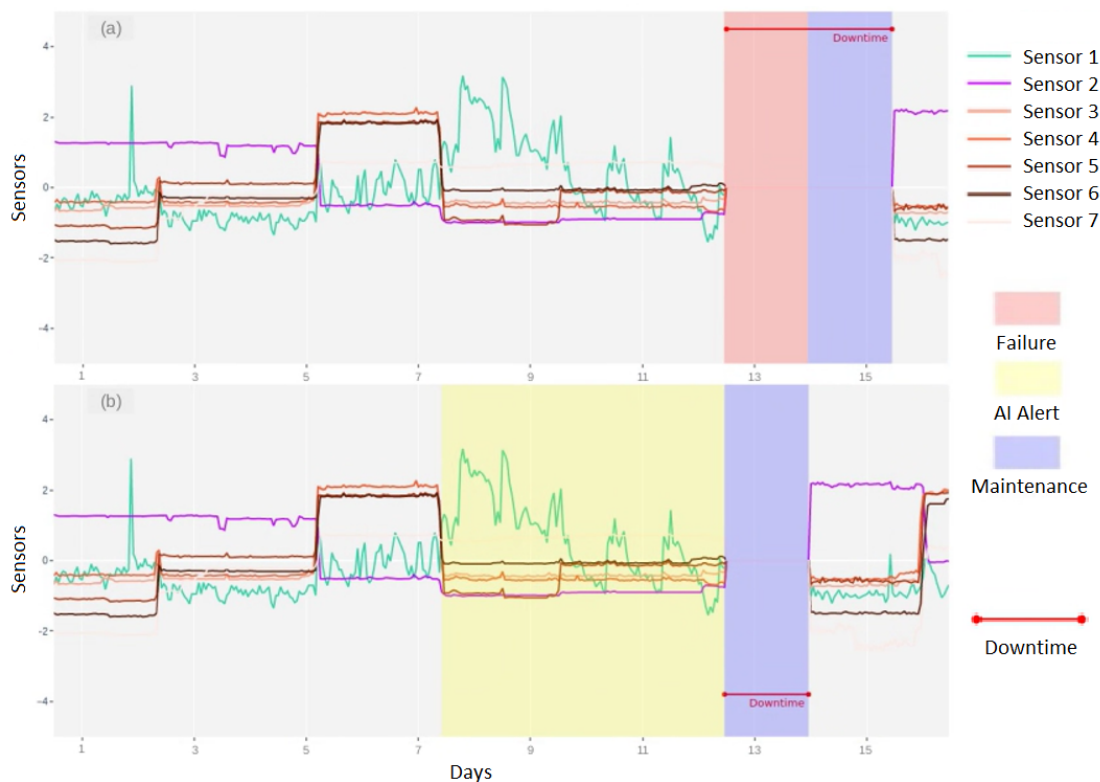 (a)
Downtime
4
2
0
−2
−4
Sensors
1 3 5 7 9 11 13 15
Sensor 1
Sensor 2
Sensor 3
Sensor 4
Sensor 5
Sensor 6
Sensor 7
Failure
AI Alert
Maintenance
Downtime
(b)
4
2
0
−2
−4
Sensors
Downtime
1 3 5 7 9 11 13 15
Days